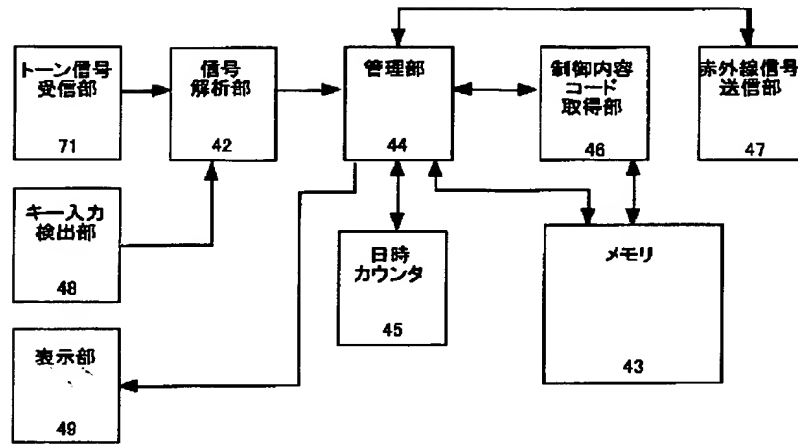 トーン信号
受信部
71
信号
解析部
42
管理部
44
制御内容
コード
取得部
46
赤外線信号
送信部
47
キー入力
検出部
48
日時
カウンタ
45
メモリ
43
表示部
49